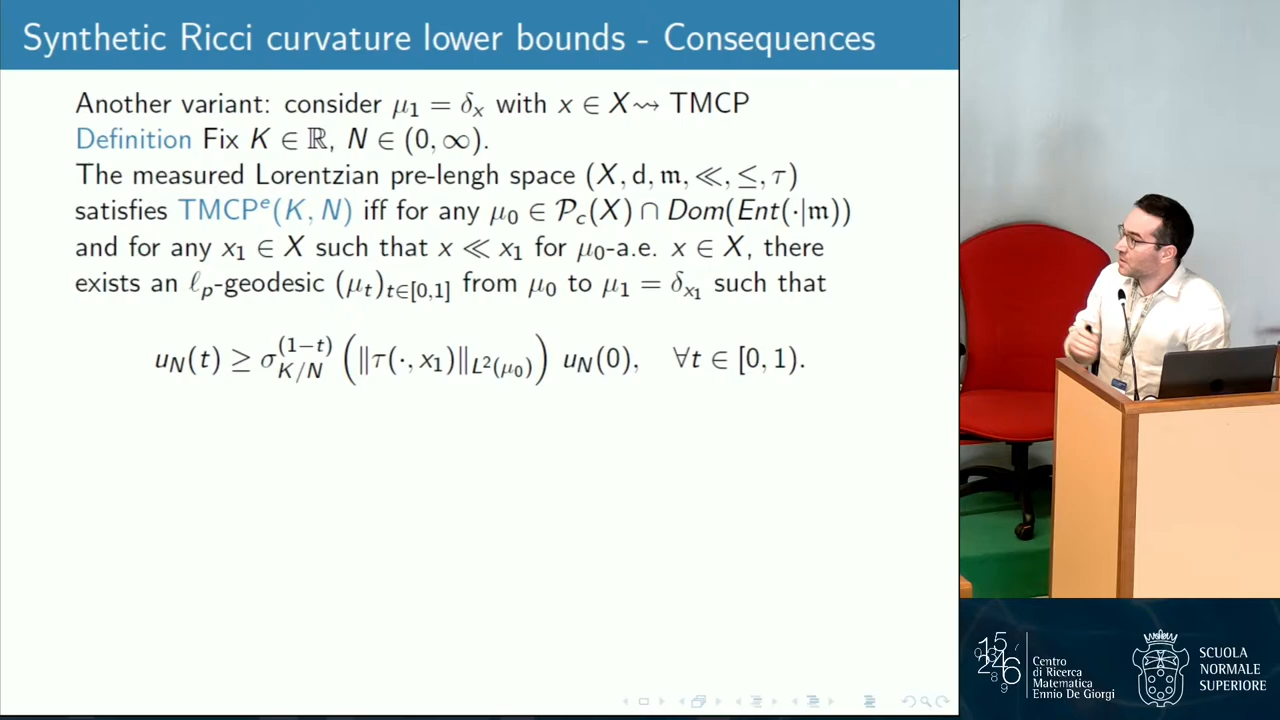 Synthetic Ricci curvature lower bounds - Consequences
Another variant: consider μ₁ = δₓ with x ∈ X⇝ TMCP
Definition Fix K ∈ ℝ, N ∈ (0, ∞).
The measured Lorentzian pre-lengh space (X, d, 𝔪, ≪, ≤, τ)
satisfies TMCPᵉ(K, N) iff for any μ₀ ∈ 𝒫_c(X) ∩ Dom(Ent(·|𝔪))
and for any x₁ ∈ X such that x ≪ x₁ for μ₀-a.e. x ∈ X, there
exists an ℓ_p-geodesic (μ_t)_{t∈[0,1]} from μ₀ to μ₁ = δ_{x₁} such that
u_N(t) ≥ σ_{K/N}^{(1−t)} (‖τ(·, x₁)‖_{L²(μ₀)}) u_N(0), ∀t ∈ [0, 1).
Centro
di Ricerca
Matematica
Ennio De Giorgi
SCUOLA
NORMALE
SUPERIORE